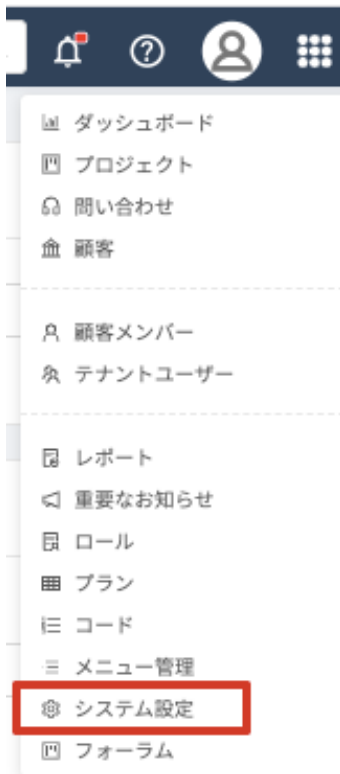 ダッシュボード
プロジェクト
問い合わせ
顧客
顧客メンバー
テナントユーザー
レポート
重要なお知らせ
ロール
プラン
コード
メニュー管理
システム設定
フォーラム